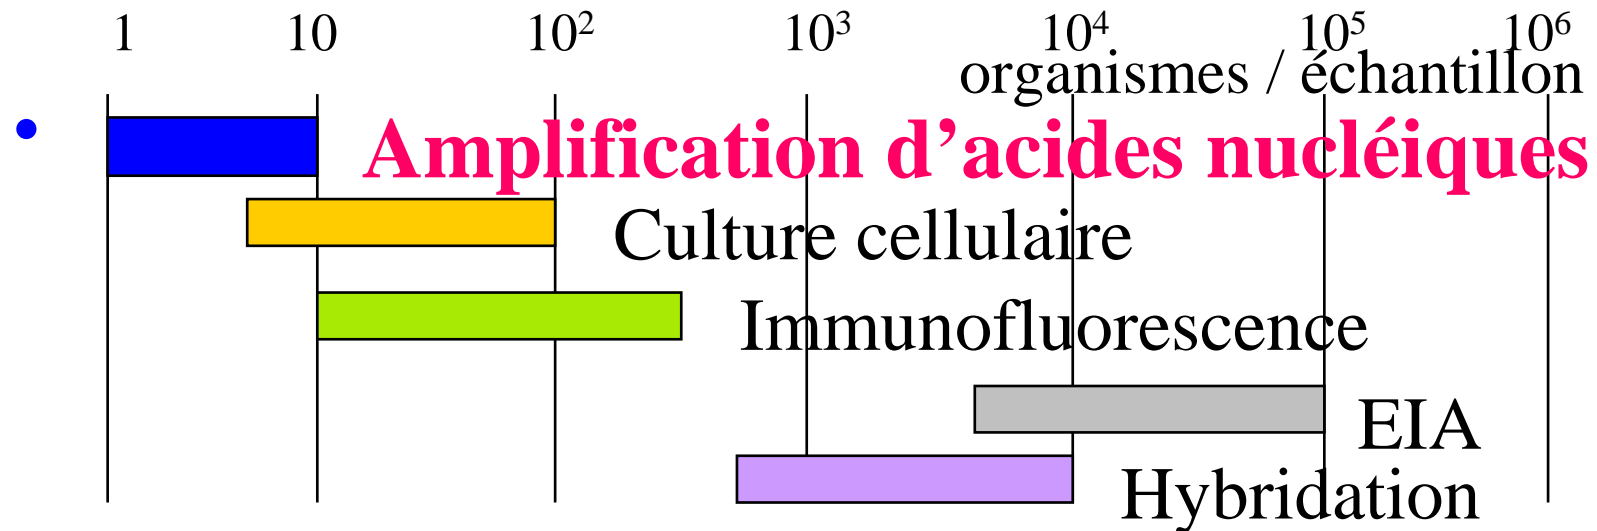 1 10 10² 10³ 10⁴ 10⁵ 10⁶
organismes / échantillon
• Amplification d’acides nucléiques
Culture cellulaire
Immunofluorescence
EIA
Hybridation